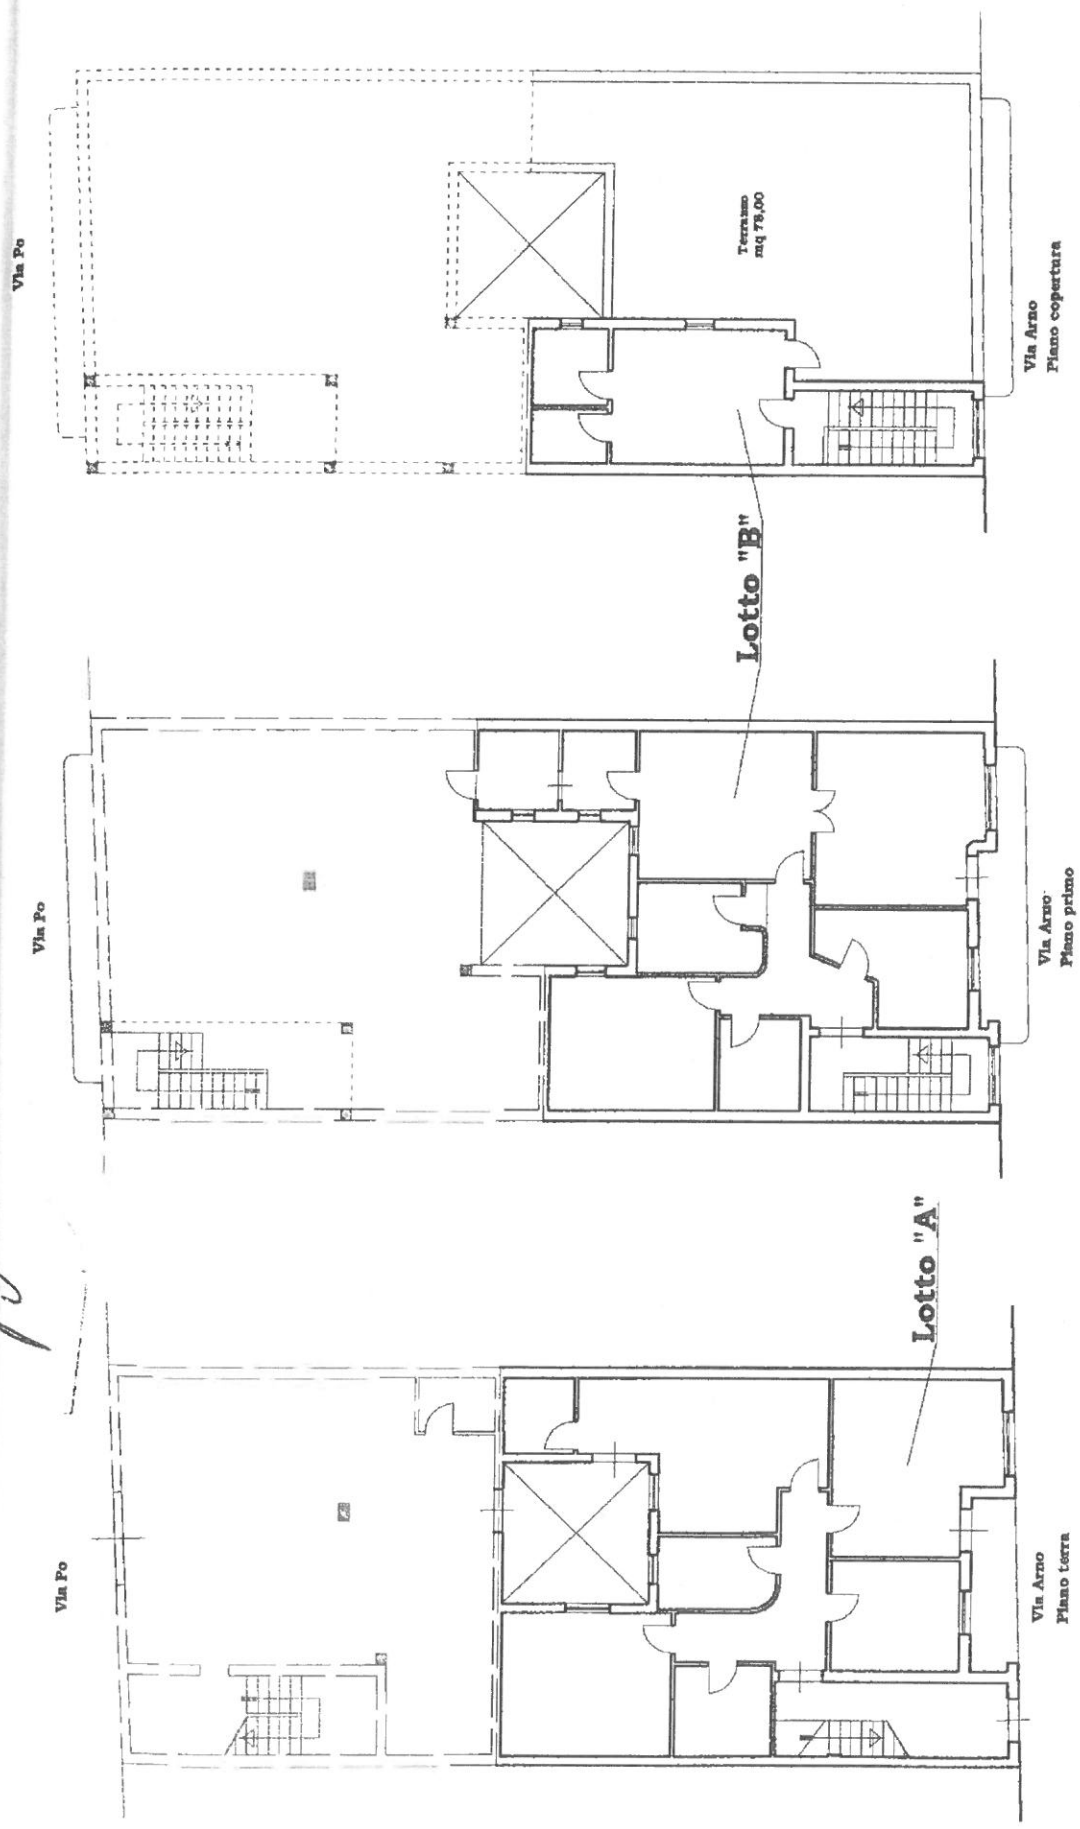 Via Po
Terrazzo
mq 78,00
Via Arno
Piano copertura
Lotto "B"
Via Po
Via Arno
Piano primo
Lotto "A"
Via Po
Via Arno
Piano terra